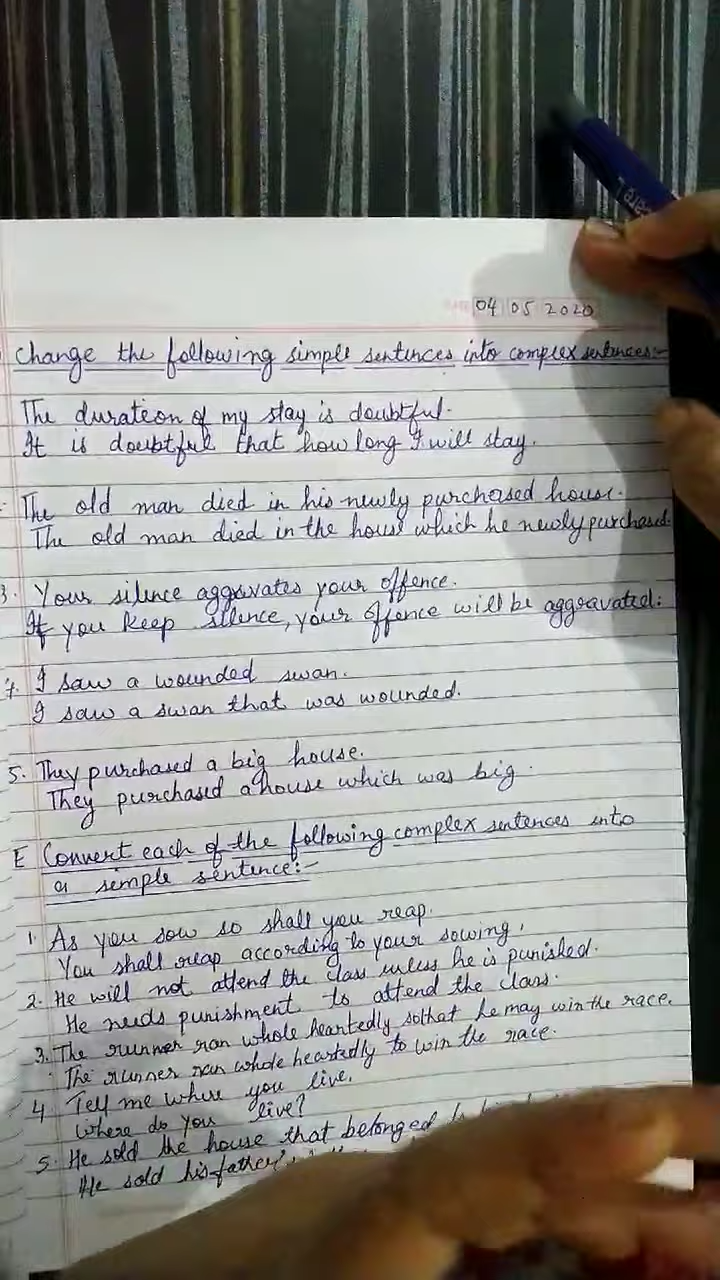 04 05 2020
Change the following simple sentences into complex sentences:-
The duration of my stay is doubtful.
It is doubtful that how long I will stay.
The old man died in his newly purchased house.
The old man died in the house which he newly purchased.
3. Your silence aggravates your offence.
If you keep silence, your offence will be aggravated.
4. I saw a wounded swan.
I saw a swan that was wounded.
5. They purchased a big house.
They purchased a house which was big.
E Convert each of the following complex sentences into
a simple sentence:-
1. As you sow so shall you reap.
You shall reap according to your sowing.
2. He will not attend the class unless he is punished.
He needs punishment to attend the class.
3. The runner ran whole heartedly so that he may win the race.
The runner ran whole heartedly to win the race.
4 Tell me where you live.
Where do you live?
5. He sold the house that belonged to
He sold his father's